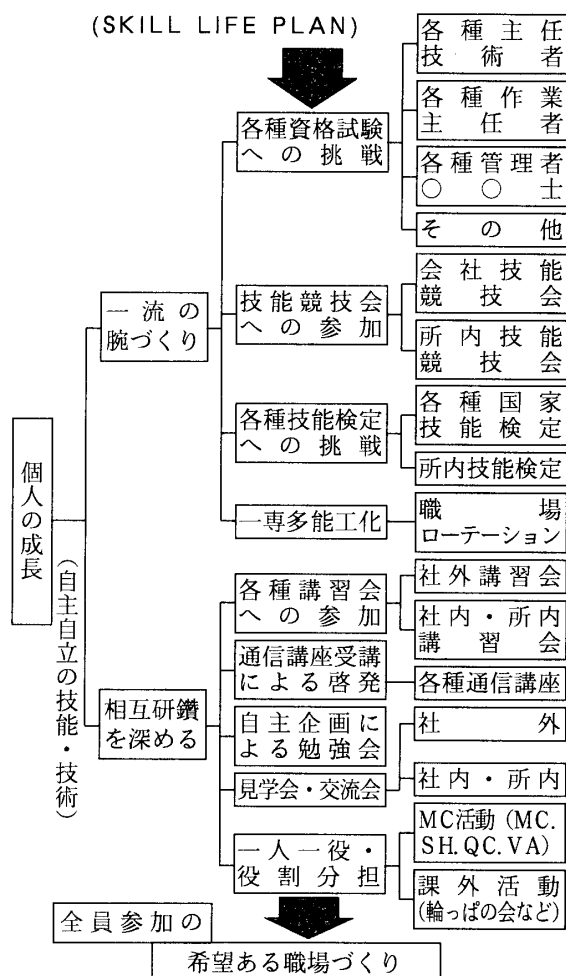 (SKILL LIFE PLAN)
各種資格試験
への挑戦
各種主任
技術者
各種作業
主任者
各種管理者
○○士
その他
一流の
腕づくり
技能競技会
への参加
会社技能
競技会
所内技能
競技会
各種技能検定
への挑戦
各種国家
技能検定
所内技能検定
一専多能工化
職場
ローテーション
個人の成長
(自主自立の技能・技術)
相互研鑽
を深める
各種講習会
への参加
社外講習会
社内・所内
講習会
通信講座受講
による啓発
各種通信講座
自主企画に
よる勉強会
見学会・交流会
社外
社内・所内
一人一役・
役割分担
MC活動(MC.
SH.QC.VA)
課外活動
(輪っぱの会など)
全員参加の
希望ある職場づくり